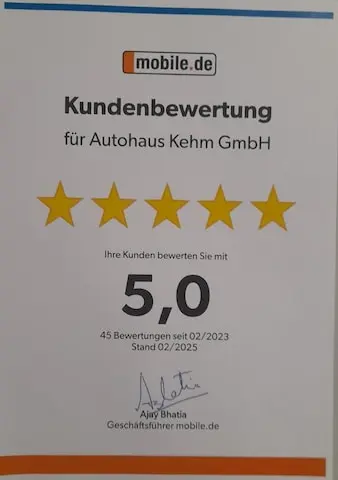 mobile.de
Kundenbewertung
für Autohaus Kehm GmbH
Ihre Kunden bewerten Sie mit
5,0
45 Bewertungen seit 02/2023
Stand 02/2025
Ajay Bhatia
Geschäftsführer mobile.de